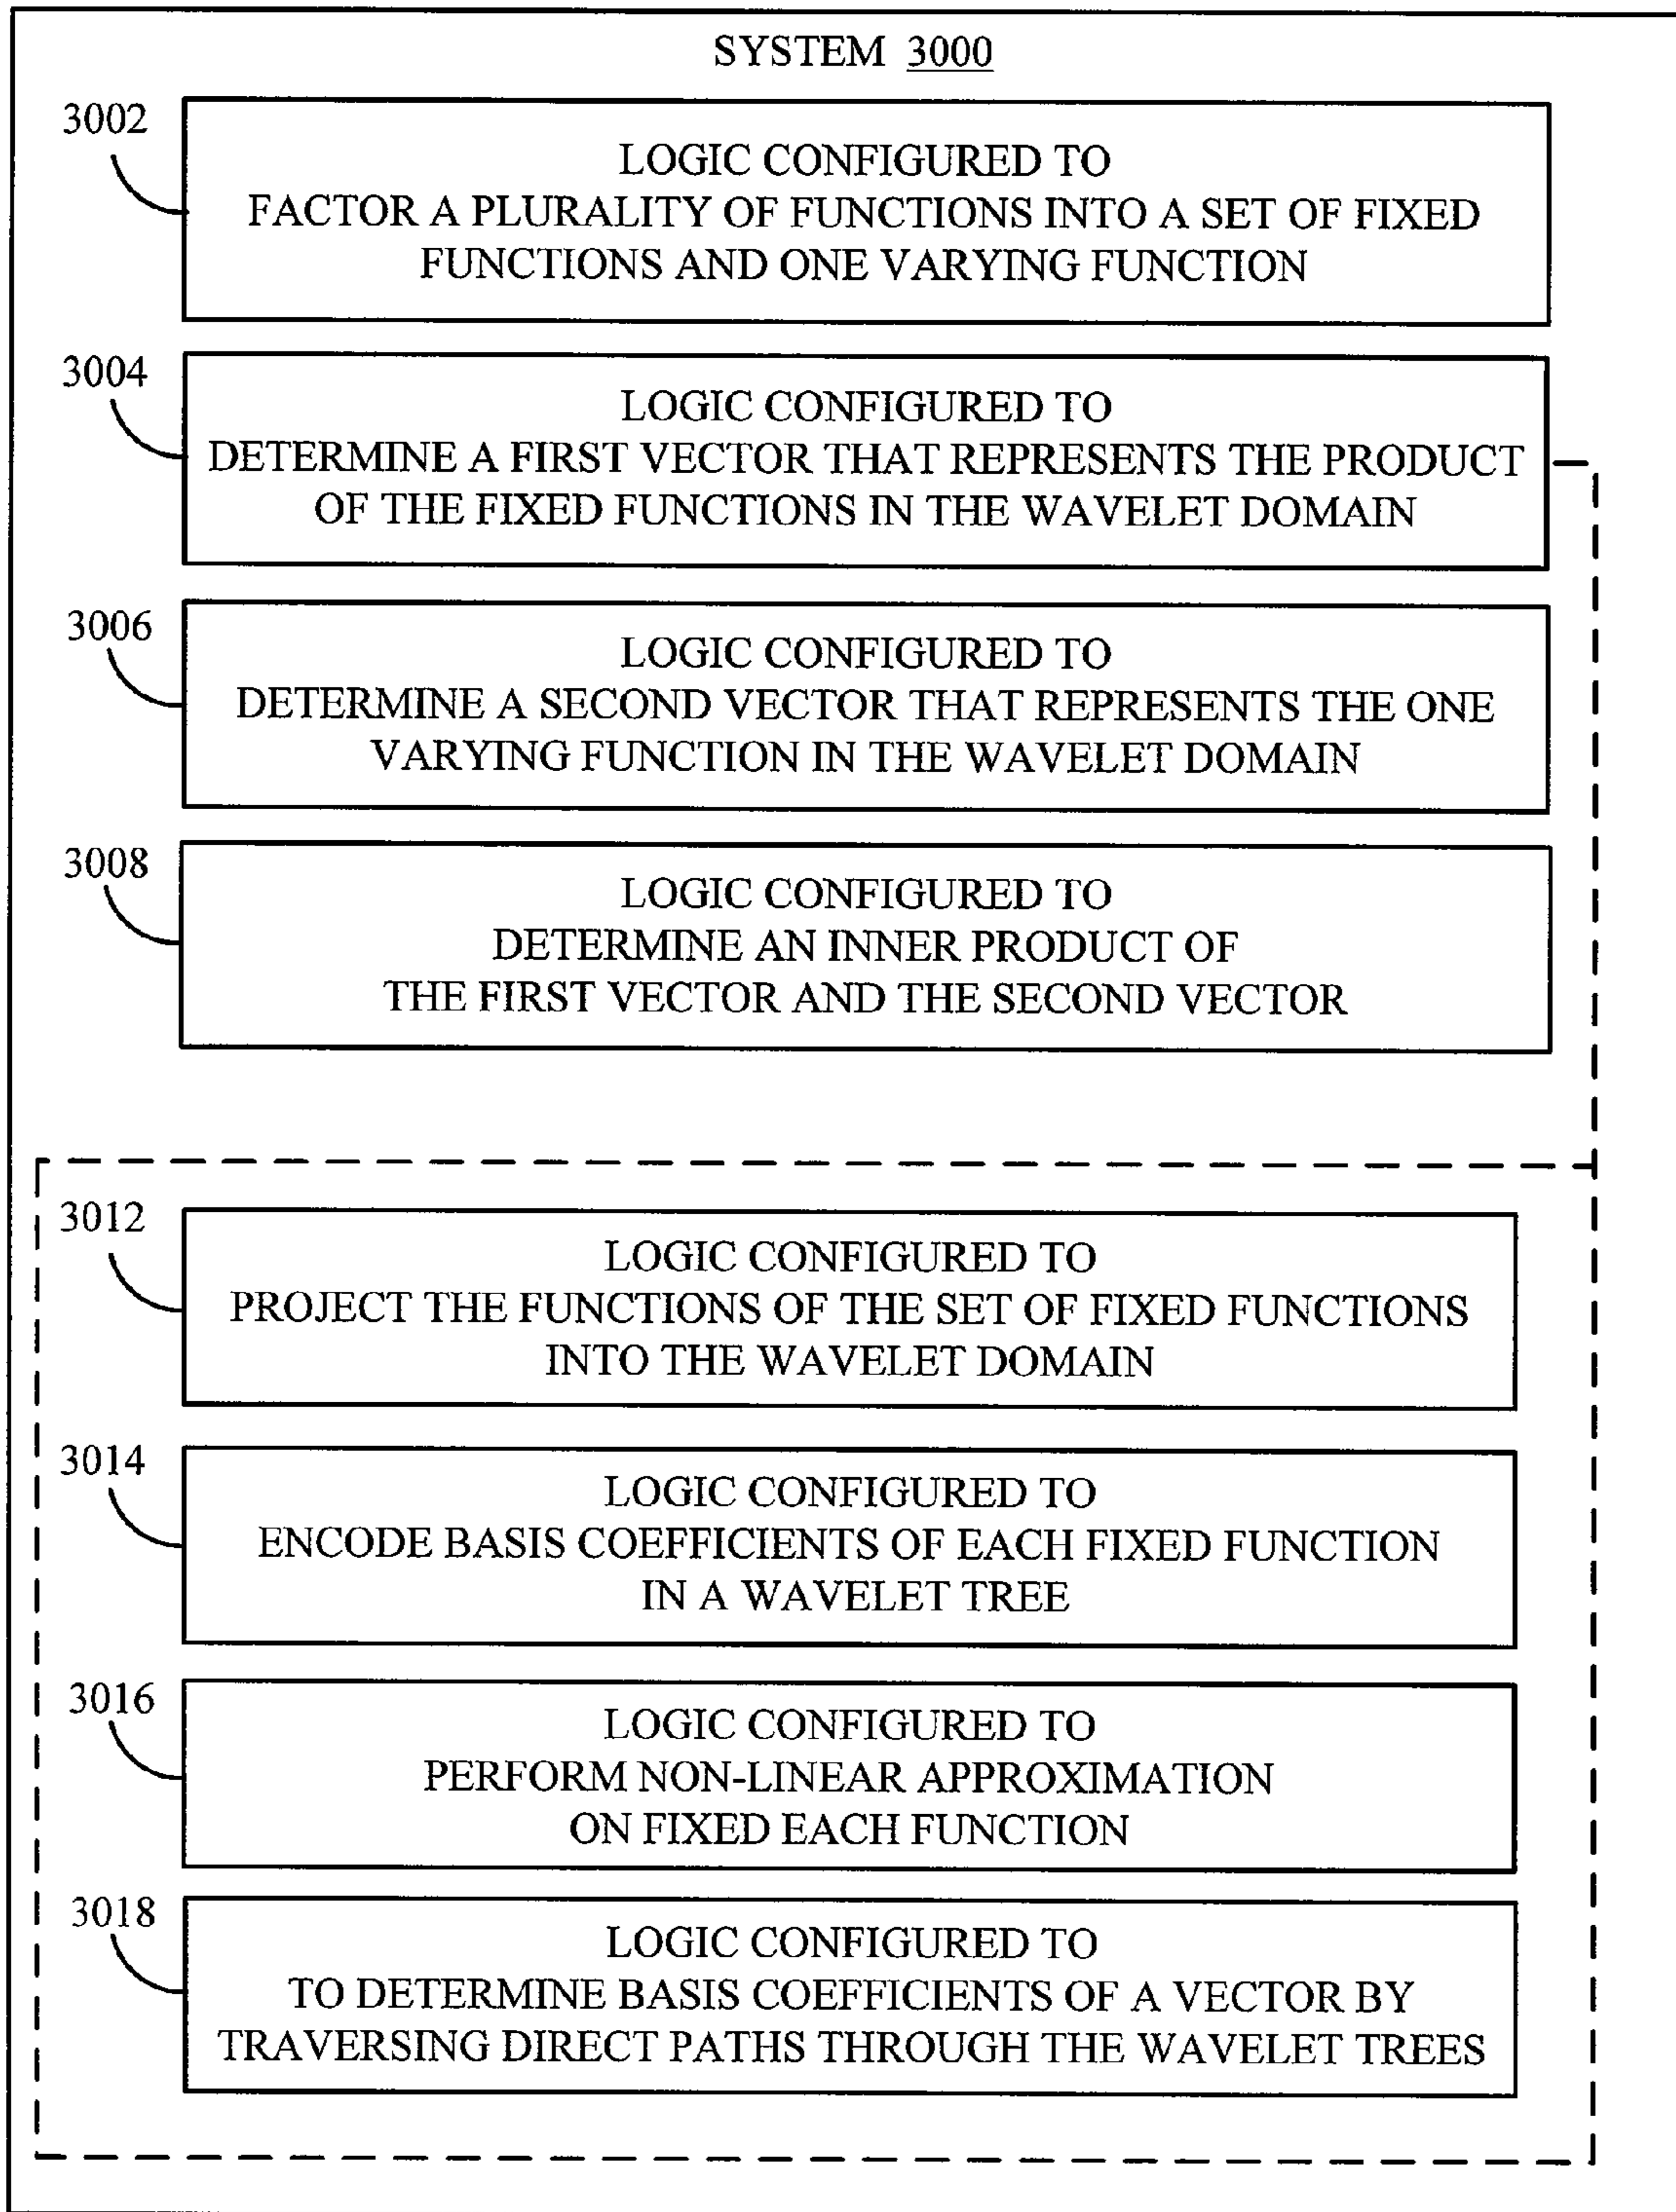 SYSTEM 3000
3002
LOGIC CONFIGURED TO
FACTOR A PLURALITY OF FUNCTIONS INTO A SET OF FIXED
FUNCTIONS AND ONE VARYING FUNCTION
3004
LOGIC CONFIGURED TO
DETERMINE A FIRST VECTOR THAT REPRESENTS THE PRODUCT
OF THE FIXED FUNCTIONS IN THE WAVELET DOMAIN
3006
LOGIC CONFIGURED TO
DETERMINE A SECOND VECTOR THAT REPRESENTS THE ONE
VARYING FUNCTION IN THE WAVELET DOMAIN
3008
LOGIC CONFIGURED TO
DETERMINE AN INNER PRODUCT OF
THE FIRST VECTOR AND THE SECOND VECTOR
3012
LOGIC CONFIGURED TO
PROJECT THE FUNCTIONS OF THE SET OF FIXED FUNCTIONS
INTO THE WAVELET DOMAIN
3014
LOGIC CONFIGURED TO
ENCODE BASIS COEFFICIENTS OF EACH FIXED FUNCTION
IN A WAVELET TREE
3016
LOGIC CONFIGURED TO
PERFORM NON-LINEAR APPROXIMATION
ON FIXED EACH FUNCTION
3018
LOGIC CONFIGURED TO
TO DETERMINE BASIS COEFFICIENTS OF A VECTOR BY
TRAVERSING DIRECT PATHS THROUGH THE WAVELET TREES